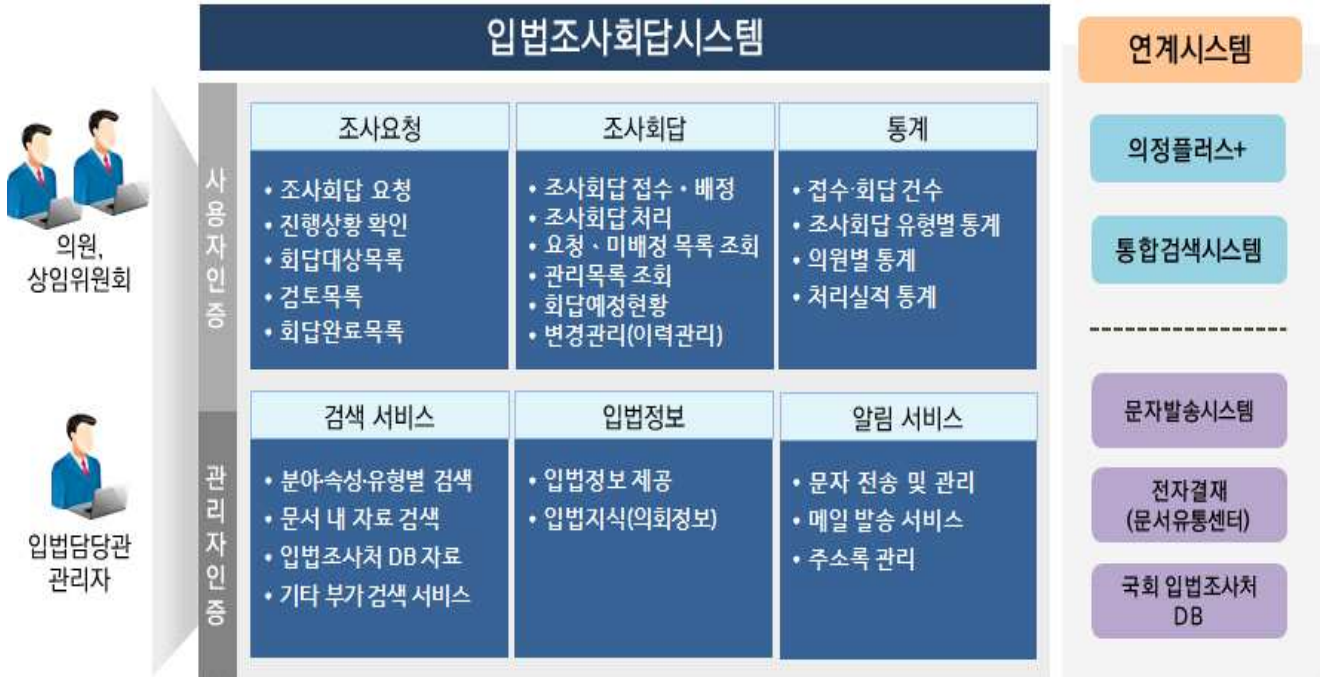 입법조사회답시스템
의원,
상임위원회
입법담당관
관리자
사용자인증
관리자인증
조사요청
• 조사회답 요청
• 진행상황 확인
• 회답대상목록
• 검토목록
• 회답완료목록
조사회답
• 조사회답 접수·배정
• 조사회답 처리
• 요청、미배정 목록 조회
• 관리목록 조회
• 회답예정현황
• 변경관리(이력관리)
통계
• 접수·회답 건수
• 조사회답 유형별 통계
• 의원별 통계
• 처리실적 통계
검색 서비스
• 분야·속성·유형별 검색
• 문서 내 자료 검색
• 입법조사처 DB 자료
• 기타 부가 검색 서비스
입법정보
• 입법정보 제공
• 입법지식(의회정보)
알림 서비스
• 문자 전송 및 관리
• 메일 발송 서비스
• 주소록 관리
연계시스템
의정플러스+
통합검색시스템
문자발송시스템
전자결재
(문서유통센터)
국회 입법조사처
DB